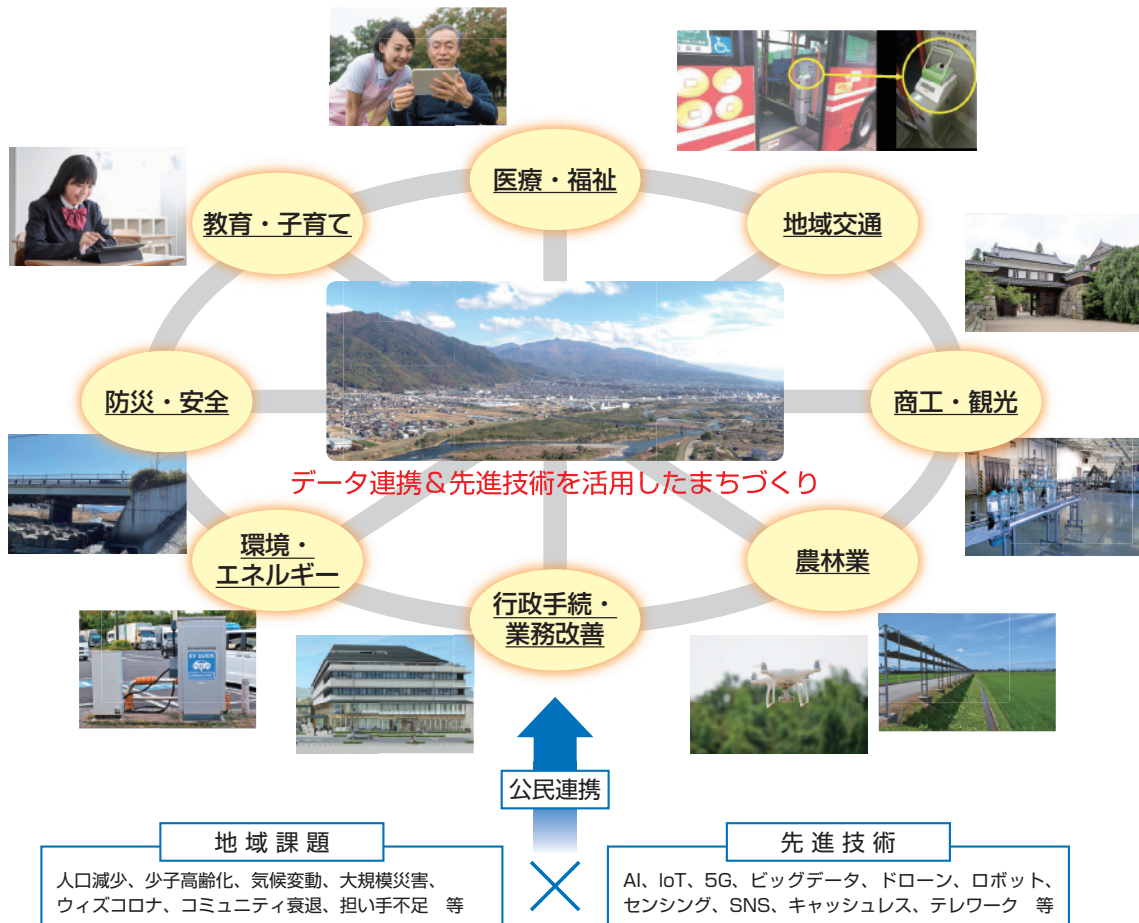 医療・福祉
教育・子育て
地域交通
防災・安全
商工・観光
データ連携&先進技術を活用したまちづくり
環境・
エネルギー
農林業
行政手続・
業務改善
公民連携
地域課題
人口減少、少子高齢化、気候変動、大規模災害、
ウィズコロナ、コミュニティ衰退、担い手不足 等
先進技術
AI、IoT、5G、ビッグデータ、ドローン、ロボット、
センシング、SNS、キャッシュレス、テレワーク 等